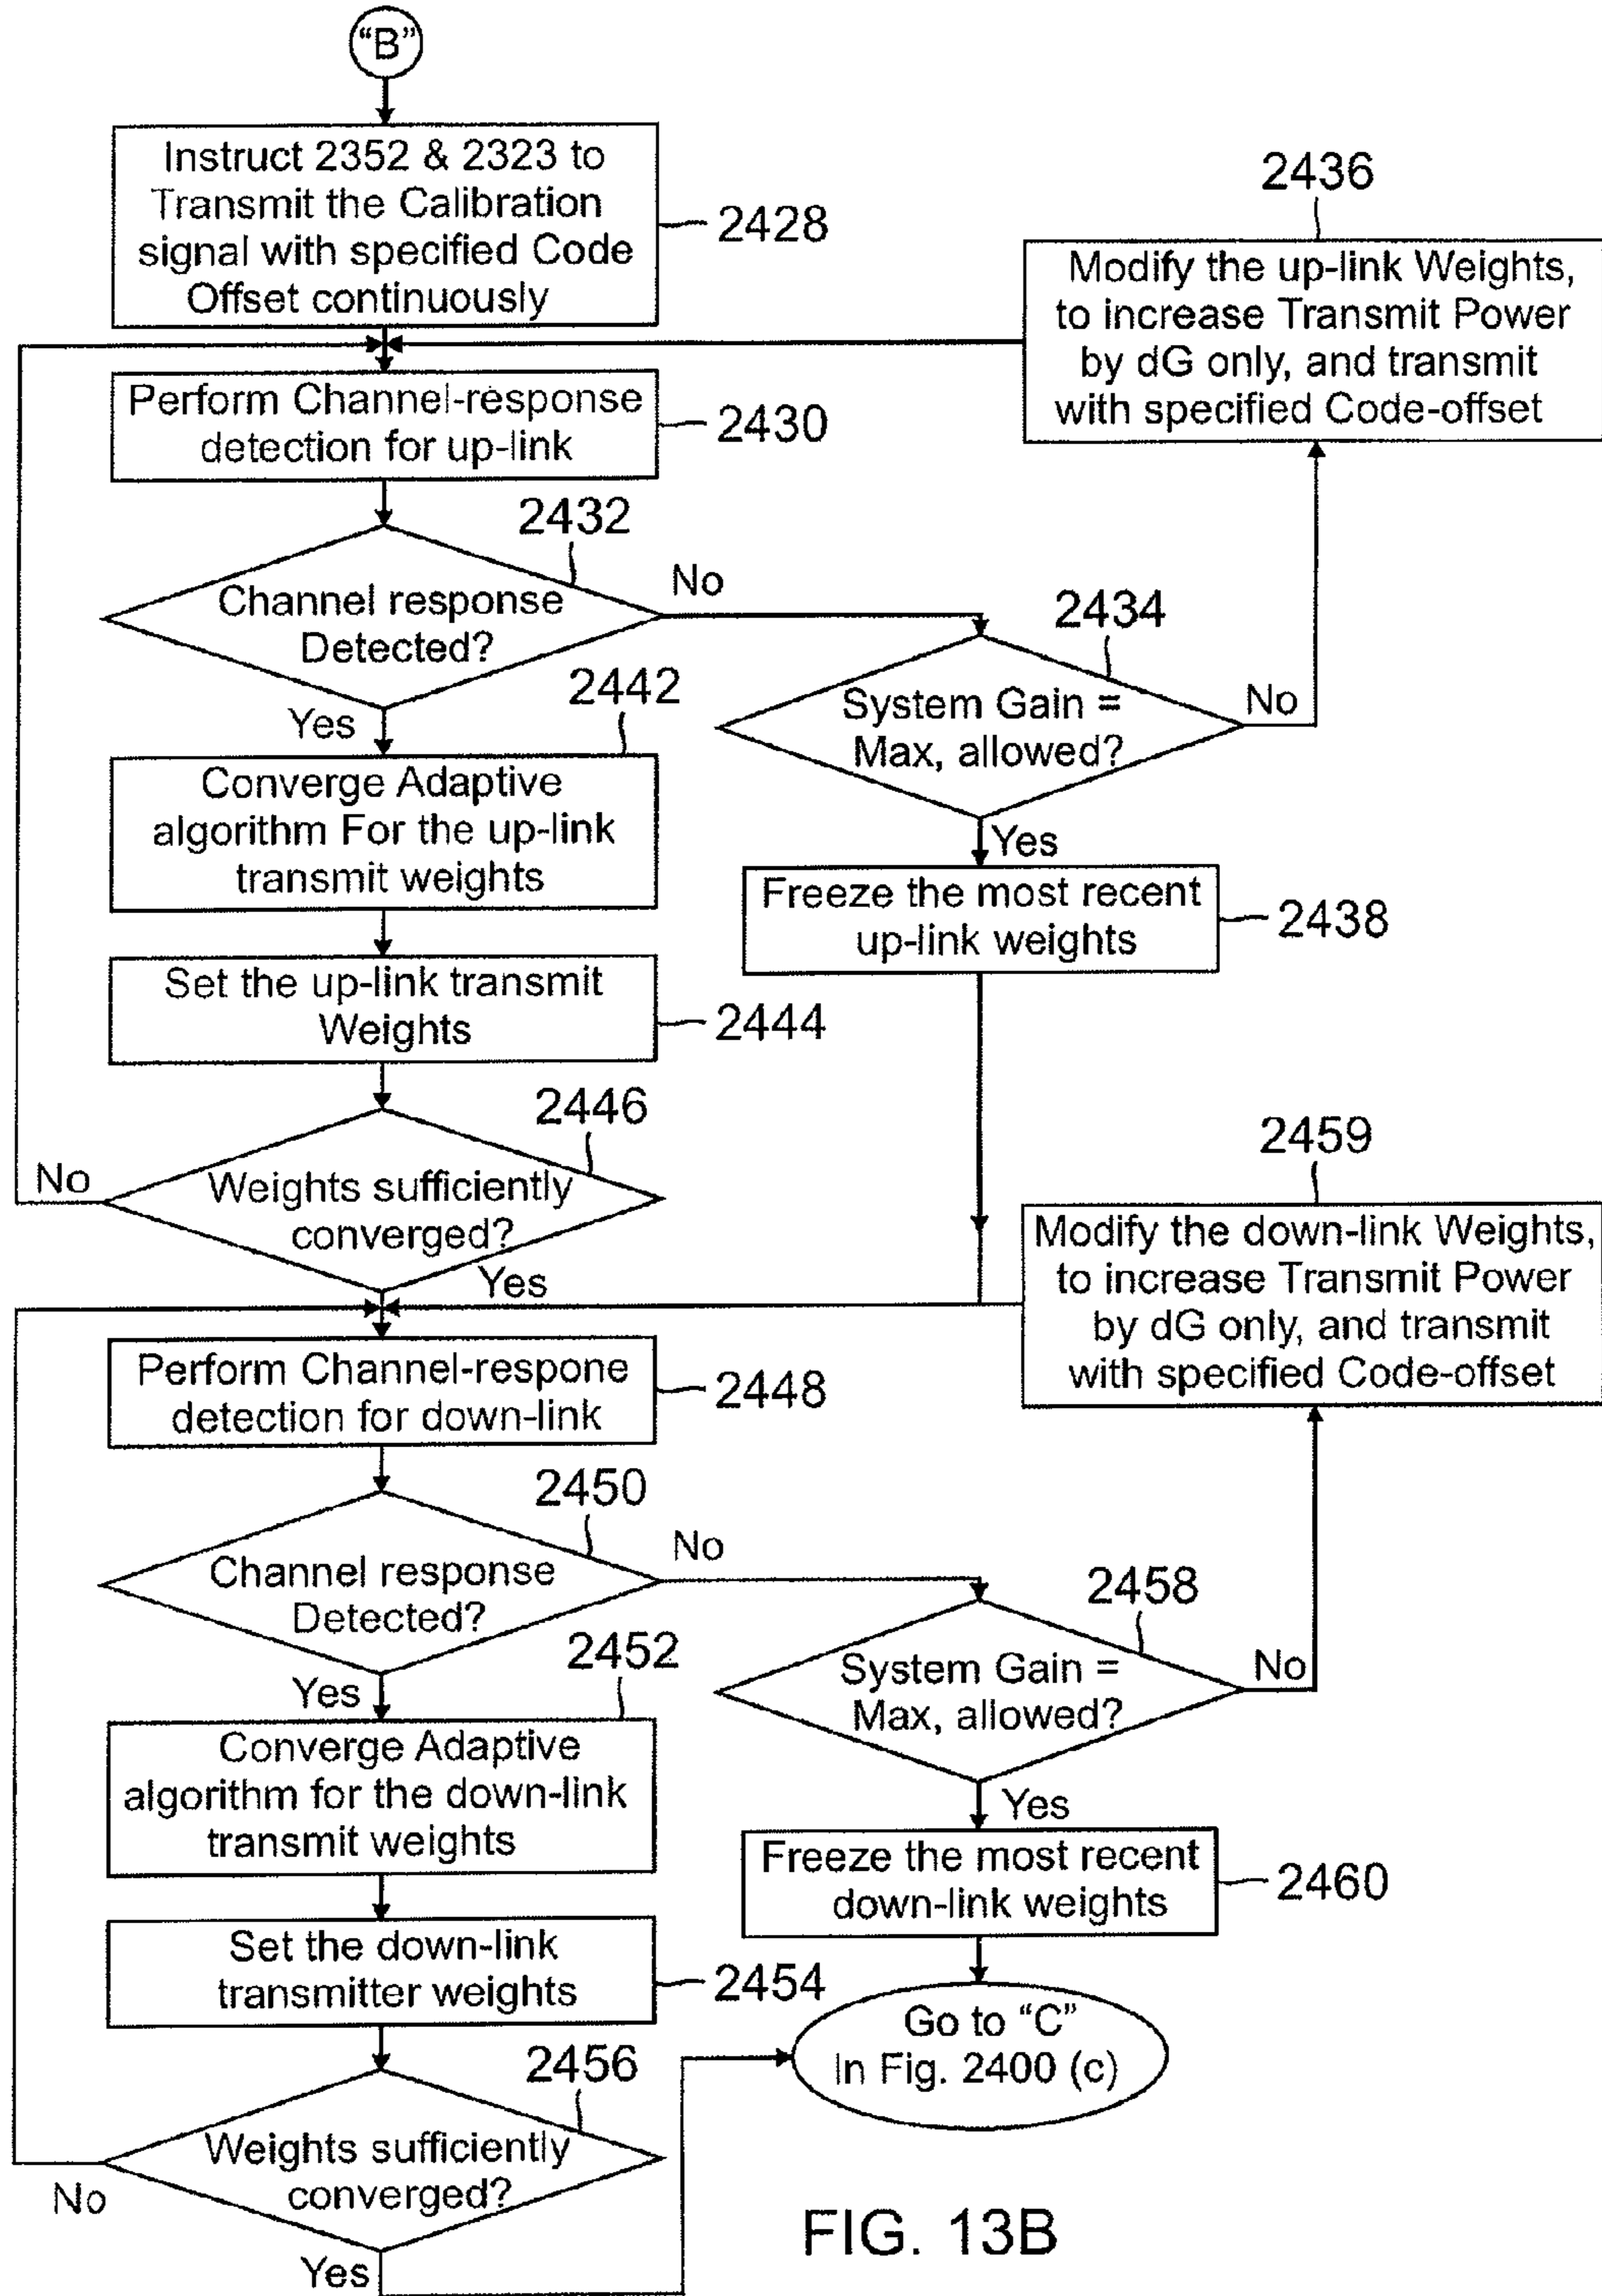 “B”
Instruct 2352 & 2323 to
Transmit the Calibration
signal with specified Code
Offset continuously
2428
2436
Modify the up-link Weights,
to increase Transmit Power
by dG only, and transmit
with specified Code-offset
Perform Channel-response
detection for up-link
2430
2432
Channel response
Detected?
No
Yes
2434
System Gain =
Max, allowed?
No
Yes
2442
Converge Adaptive
algorithm For the up-link
transmit weights
Freeze the most recent
up-link weights
2438
Set the up-link transmit
Weights
2444
2446
Weights sufficiently
converged?
No
Yes
2459
Modify the down-link Weights,
to increase Transmit Power
by dG only, and transmit
with specified Code-offset
Perform Channel-respone
detection for down-link
2448
2450
Channel response
Detected?
No
Yes
2458
System Gain =
Max, allowed?
No
Yes
2452
Converge Adaptive
algorithm for the down-link
transmit weights
Freeze the most recent
down-link weights
2460
Set the down-link
transmitter weights
2454
Go to “C”
In Fig. 2400 (c)
2456
Weights sufficiently
converged?
No
Yes
FIG. 13B